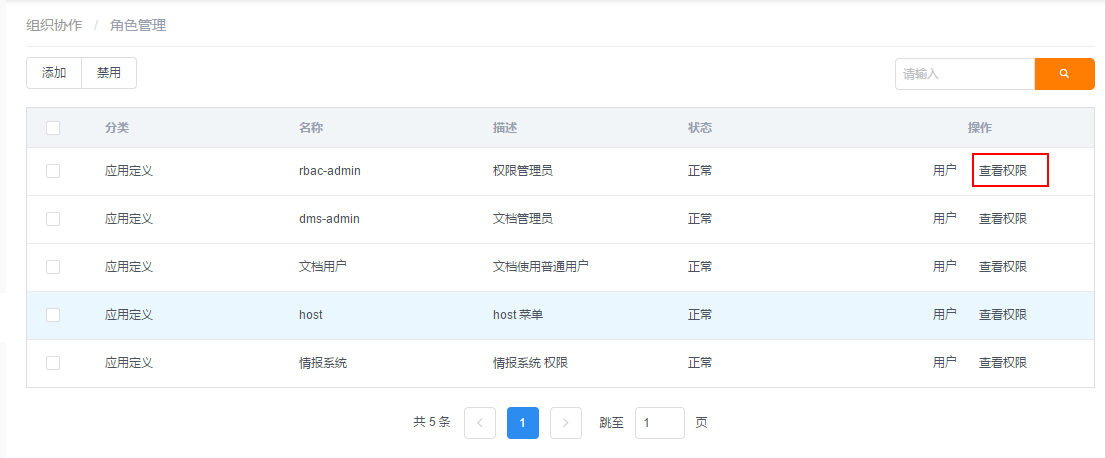 组织协作 / 角色管理
添加 禁用 请输入
分类 名称 描述 状态 操作
应用定义 rbac-admin 权限管理员 正常 用户 查看权限
应用定义 dms-admin 文档管理员 正常 用户 查看权限
应用定义 文档用户 文档使用普通用户 正常 用户 查看权限
应用定义 host host 菜单 正常 用户 查看权限
应用定义 情报系统 情报系统 权限 正常 用户 查看权限
共 5 条 < 1 > 跳至 1 页